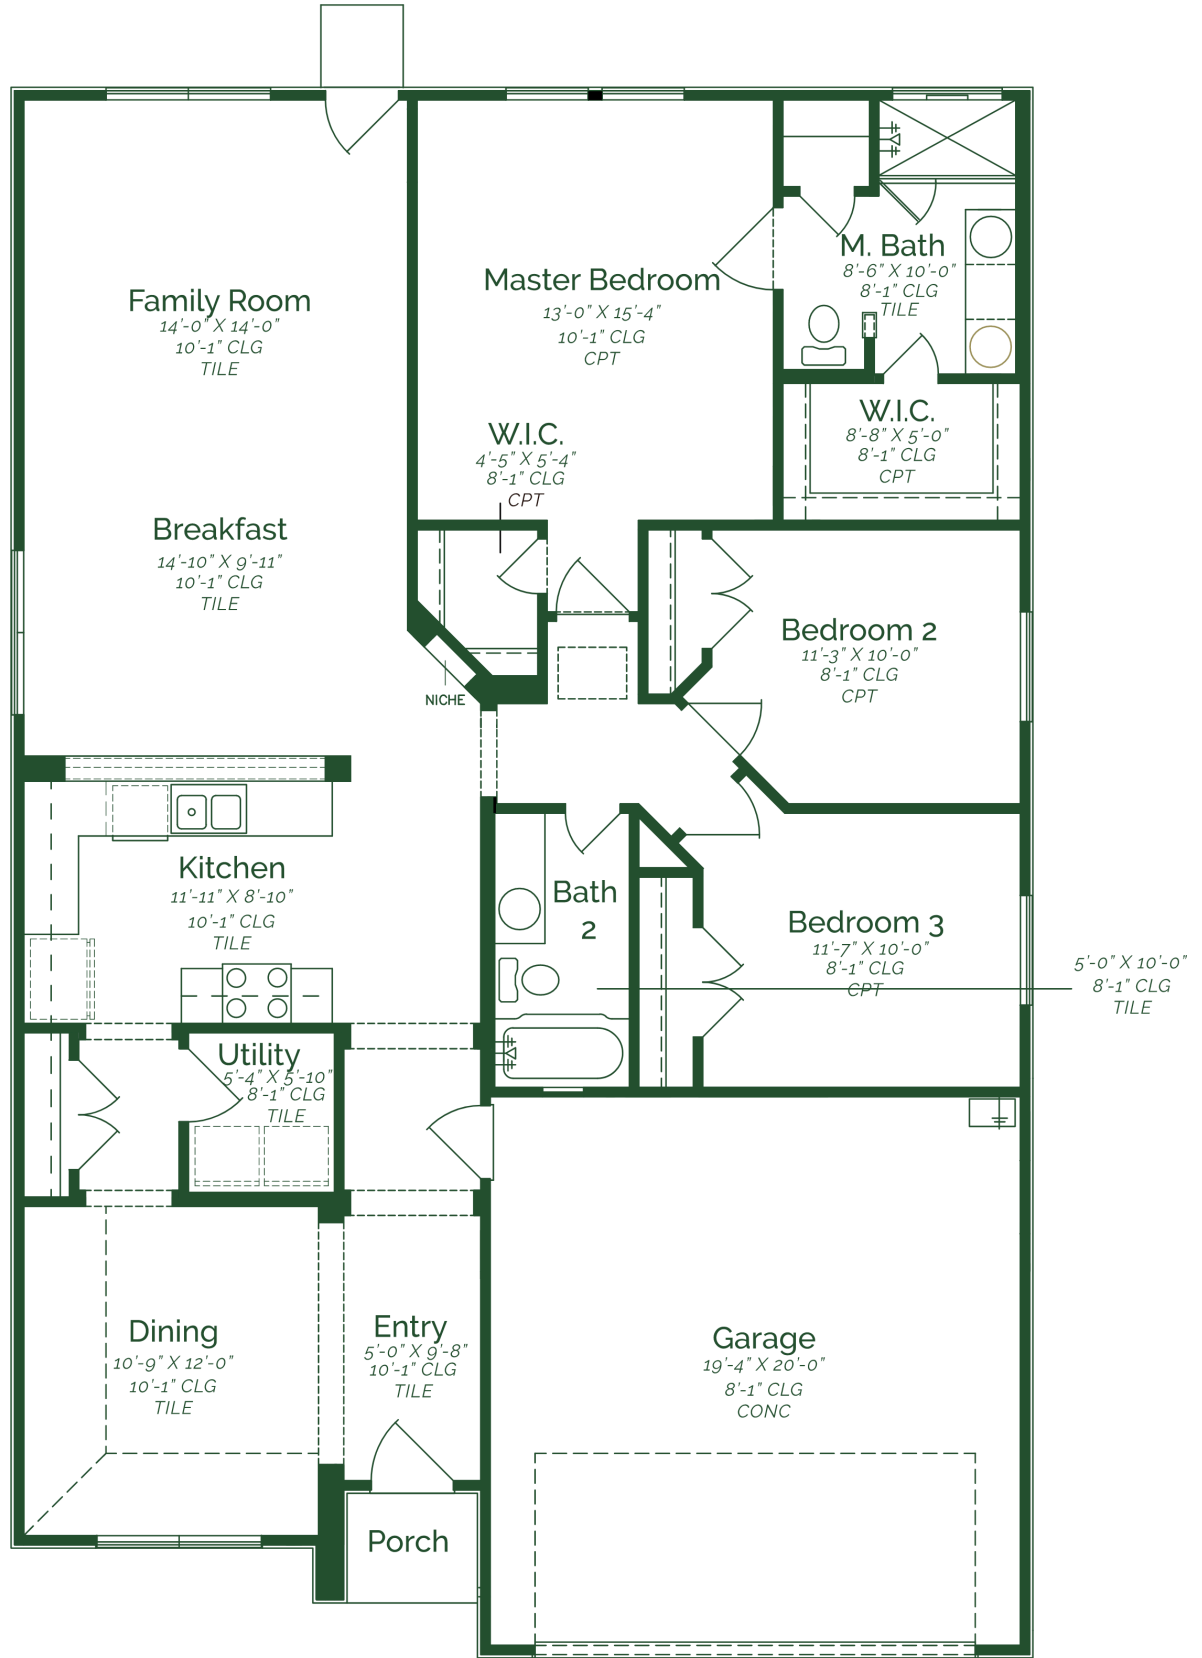 Family Room
14'-0" X 14'-0"
10'-1" CLG
TILE
Master Bedroom
13'-0" X 15'-4"
10'-1" CLG
CPT
M. Bath
8'-6" X 10'-0"
8'-1" CLG
TILE
W.I.C.
8'-8" X 5'-0"
8'-1" CLG
CPT
W.I.C.
4'-5" X 5'-4"
8'-1" CLG
CPT
Breakfast
14'-10" X 9'-11"
10'-1" CLG
TILE
Bedroom 2
11'-3" X 10'-0"
8'-1" CLG
CPT
NICHE
Kitchen
11'-11" X 8'-10"
10'-1" CLG
TILE
Bath
2
Bedroom 3
11'-7" X 10'-0"
8'-1" CLG
CPT
5'-0" X 10'-0"
8'-1" CLG
TILE
Utility
5'-4" X 5'-10"
8'-1" CLG
TILE
Dining
10'-9" X 12'-0"
10'-1" CLG
TILE
Entry
5'-0" X 9'-8"
10'-1" CLG
TILE
Garage
19'-4" X 20'-0"
8'-1" CLG
CONC
Porch